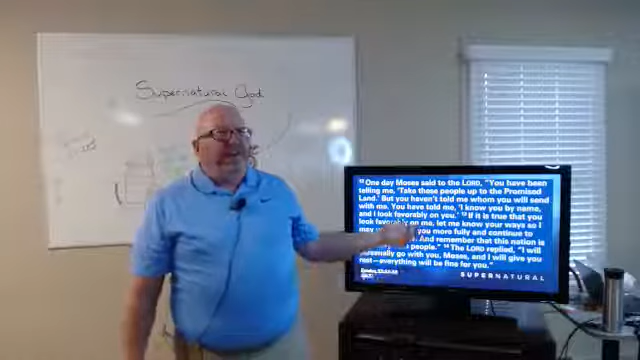 Supernatural God
¹² One day Moses said to the LORD, "You have been
telling me, 'Take these people up to the Promised
Land.' But you haven't told me whom you will send
with me. You have told me, 'I know you by name,
and I look favorably on you.' ¹³ If it is true that you
look favorably on me, let me know your ways so I
may you more fully and continue to
And remember that this nation is
people." ¹⁴ The LORD replied, "I will
personally go with you, Moses, and I will give you
rest—everything will be fine for you."
SUPERNATURAL